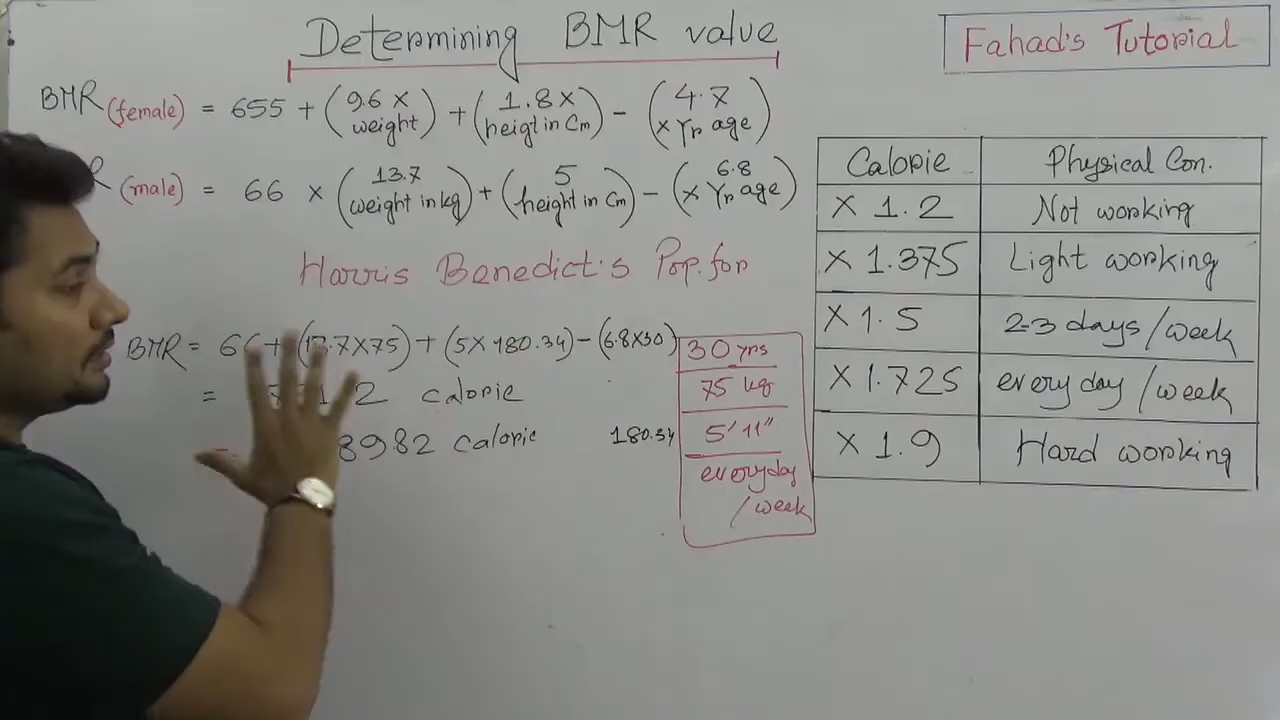 Determining BMR value
Fahad's Tutorial
BMR (female) = 655 + (9.6 x weight) + (1.8 x heigt in Cm) - (4.7 x Yr age)
R (male) = 66 x (13.7 weight in kg) + (5 height in Cm) - (6.8 x Yr age)
Harris Benedict's Pop. for
BMR = 66 + (13.7x75) + (5x180.34) - (6.8x30)
= 2 calorie
3982 calorie
180.34
30 yrs
75 kg
5' 11"
everyday
/week
Calorie Physical Con.
x 1.2 Not working
x 1.375 Light working
x 1.5 2-3 days/week
x 1.725 every day/week
x 1.9 Hard working